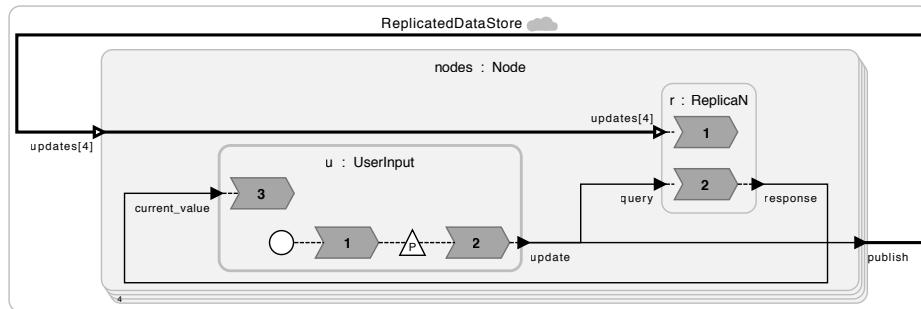 ReplicatedDataStore
nodes : Node
r : ReplicaN
updates[4]
1
updates[4]
u : UserInput
3
current_value
2
query
response
1
P
2
update
publish
4